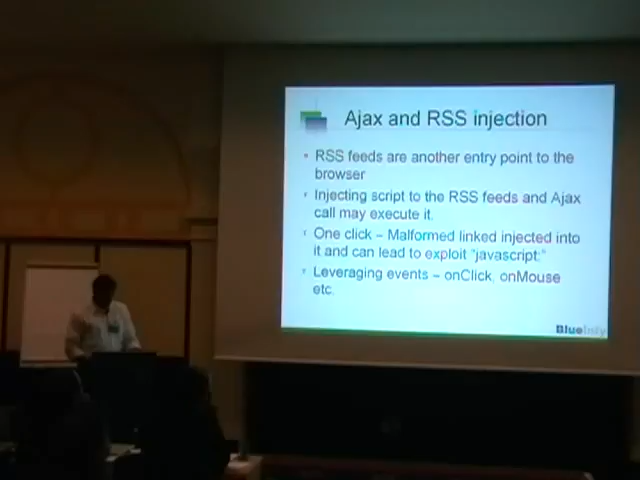 Ajax and RSS injection
RSS feeds are another entry point to the
browser
Injecting script to the RSS feeds and Ajax
call may execute it.
One click – Malformed linked injected into
it and can lead to exploit "javascript:"
Leveraging events – onClick, onMouse
etc.
BlueInfy